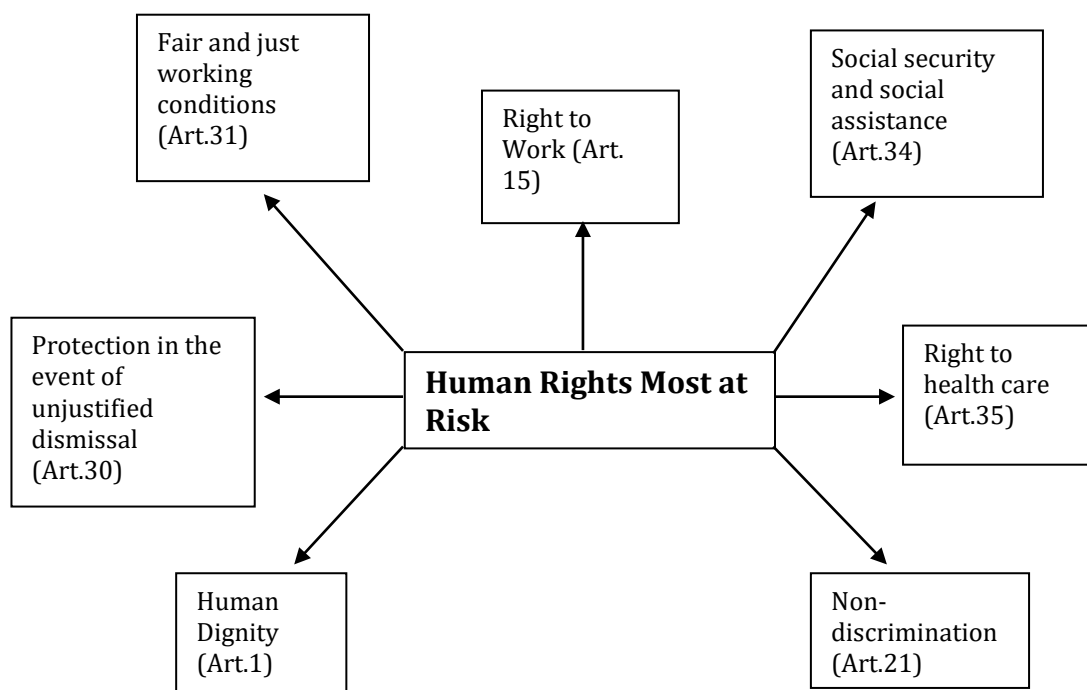 Fair and just
working
conditions
(Art.31)
Right to
Work (Art.
15)
Social security
and social
assistance
(Art.34)
Protection in the
event of
unjustified
dismissal
(Art.30)
Human Rights Most at
Risk
Right to
health care
(Art.35)
Human
Dignity
(Art.1)
Non-
discrimination
(Art.21)